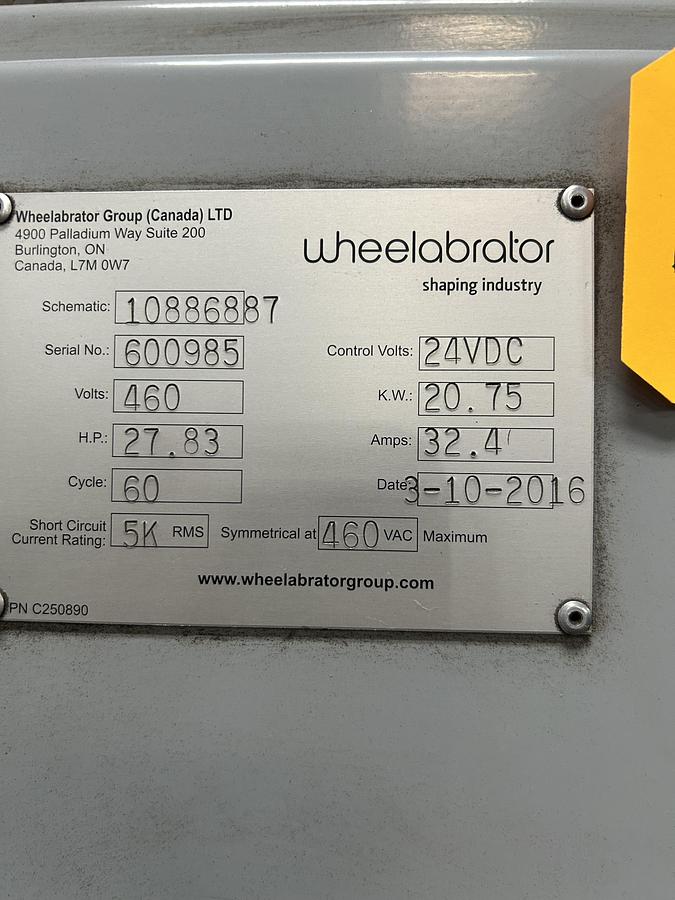 Wheelabrator Group (Canada) LTD
4900 Palladium Way Suite 200
Burlington, ON
Canada, L7M 0W7
wheelabrator
shaping industry
Schematic: 10886887
Serial No.: 600985
Control Volts: 24VDC
Volts: 460
K.W.: 20.75
H.P.: 27.83
Amps: 32.4
Cycle: 60
Date: 3-10-2016
Short Circuit
Current Rating: 5K RMS Symmetrical at 460 VAC Maximum
www.wheelabratorgroup.com
PN C250890